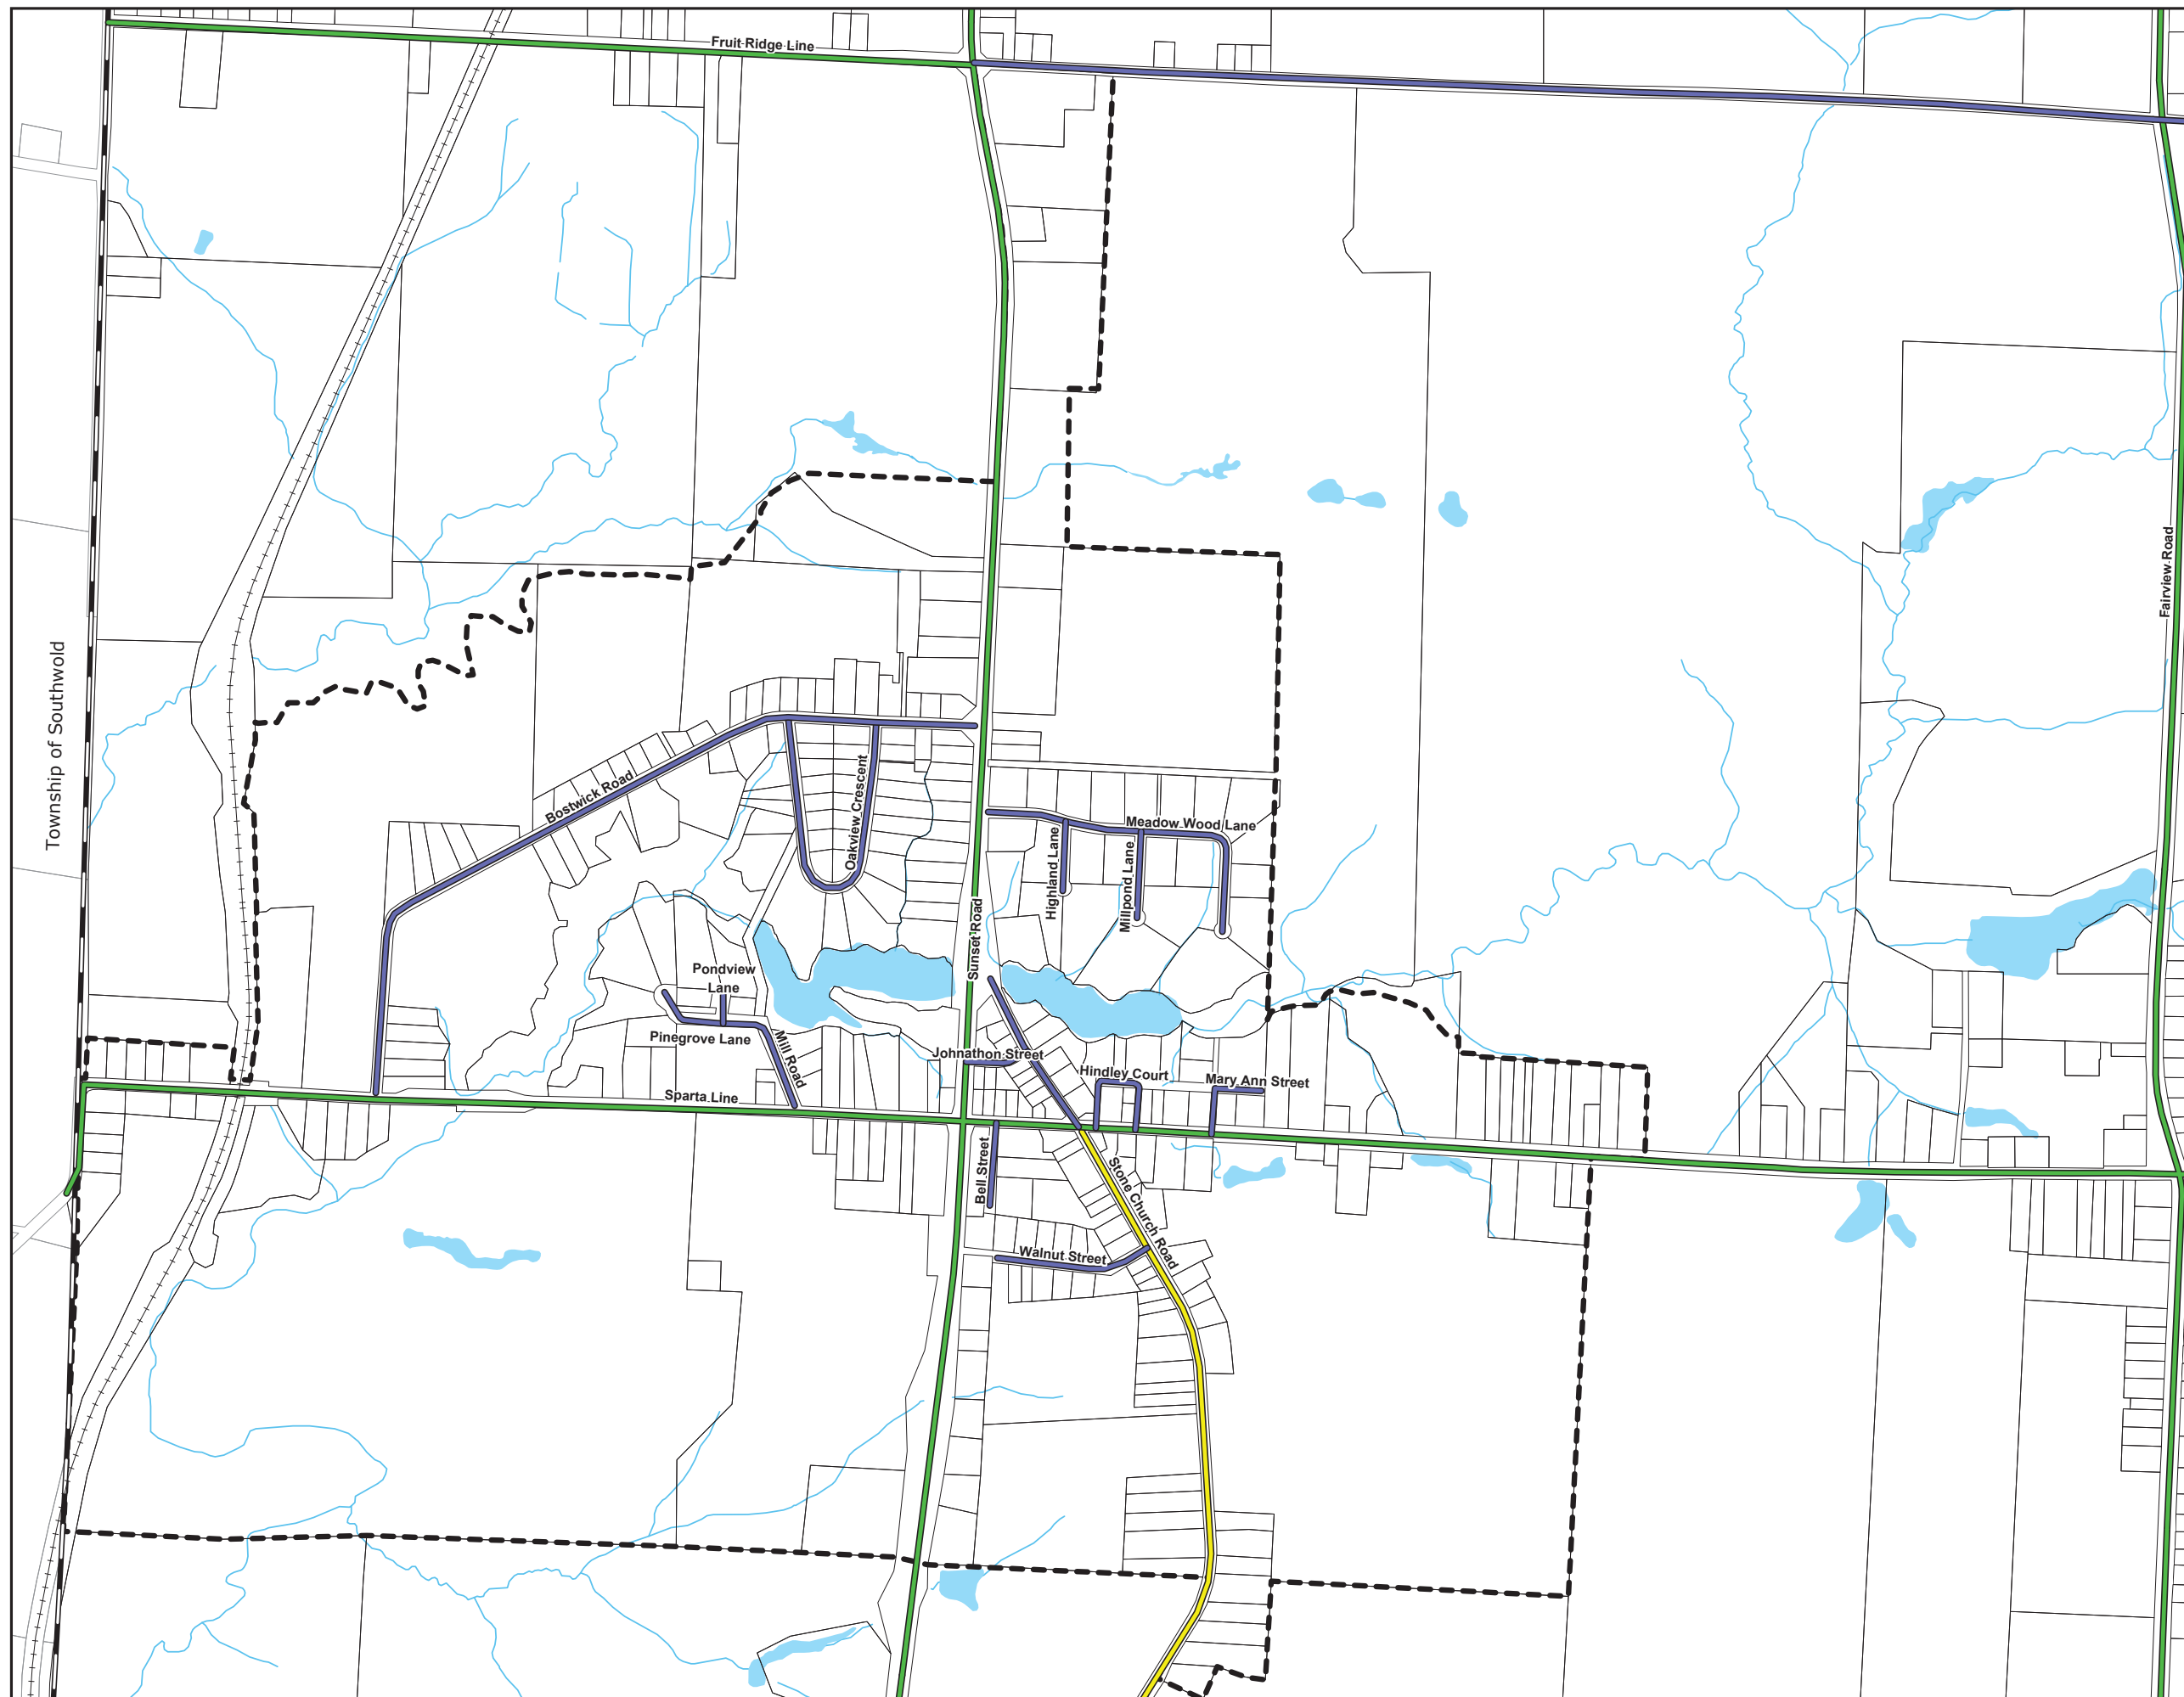 Fruit Ridge Line
Fairview Road
Township of Southwold
Bostwick Road
Oakview Crescent
Meadow Wood Lane
Highland Lane
Millpond Lane
Sunset Road
Pondview
Lane
Pinegrove Lane
Mill Road
Johnathon Street
Hindley Court
Mary Ann Street
Sparta Line
Bell Street
Stone Church Road
Walnut Street